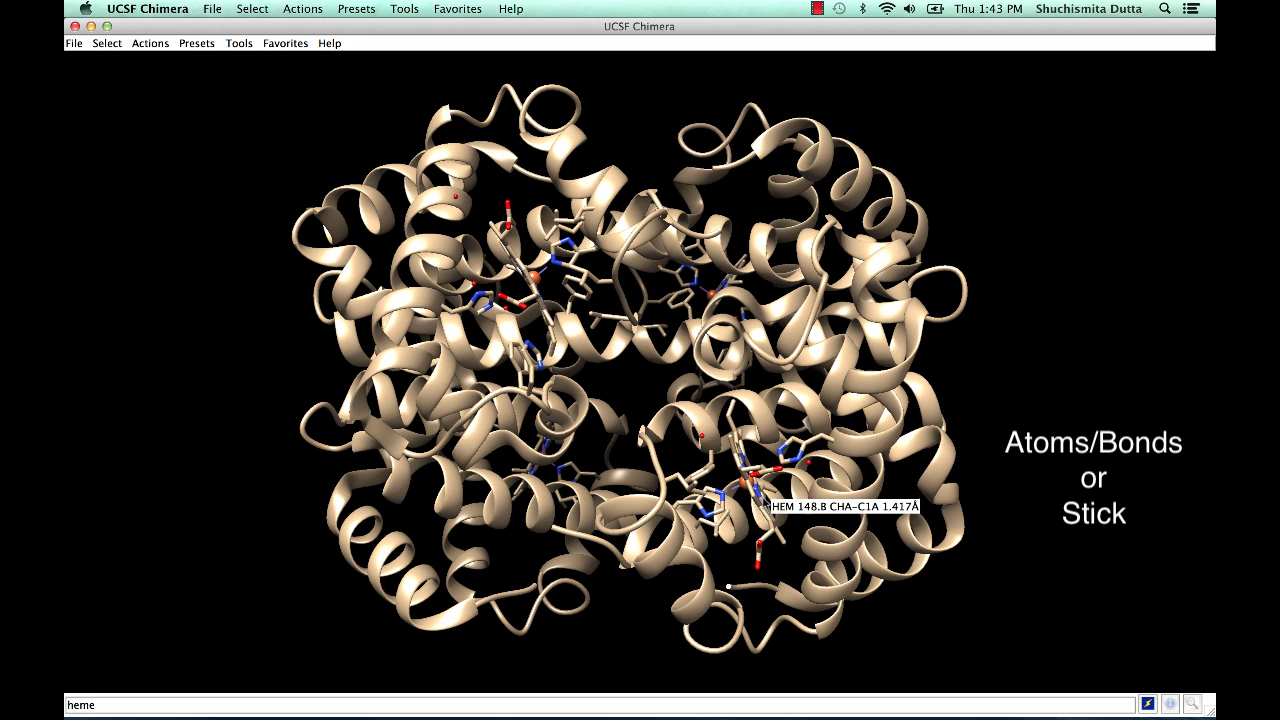 UCSF Chimera File Select Actions Presets Tools Favorites Help Thu 1:43 PM Shuchismita Dutta
UCSF Chimera
File Select Actions Presets Tools Favorites Help
Atoms/Bonds
or
Stick
HEM 148.B CHA-C1A 1.417Å
heme